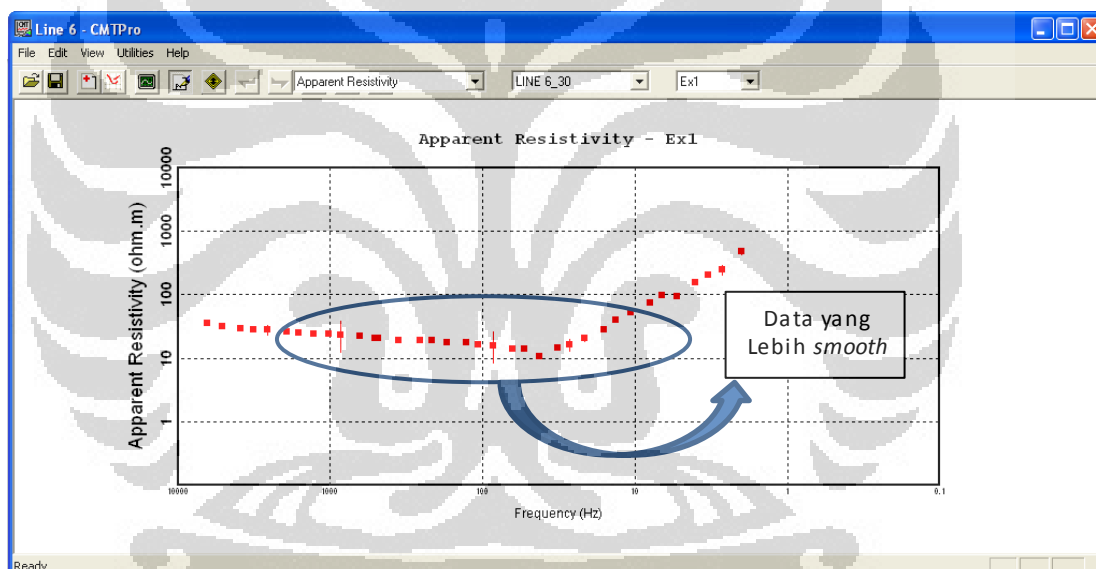 Line 6 - CMTPro
File Edit View Utilities Help
Apparent Resistivity LINE 6_30 Ex1
Apparent Resistivity - Ex1
Apparent Resistivity (ohm.m)
10000
1000
100
10
1
Data yang
Lebih smooth
10000 1000 100 10 1 0.1
Frequency (Hz)
Ready